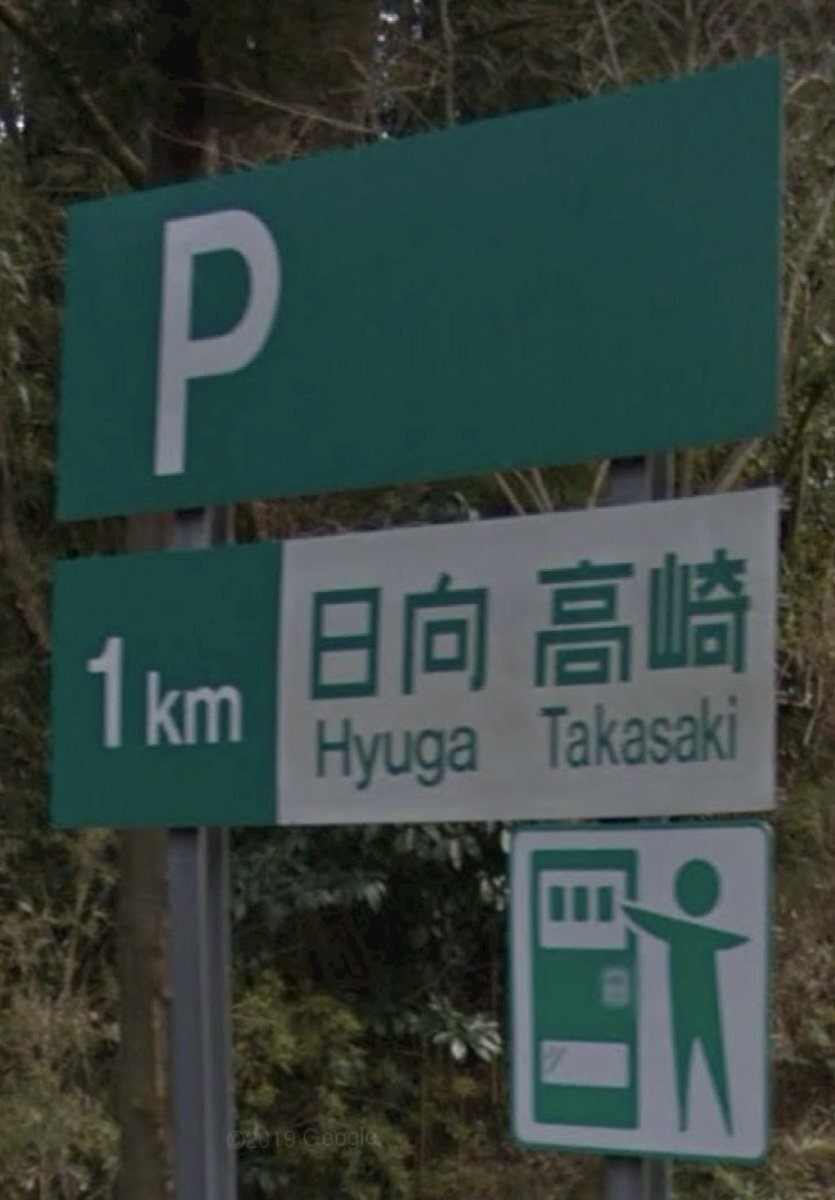 P
1 km
日向 高崎
Hyuga Takasaki
©2019 Google